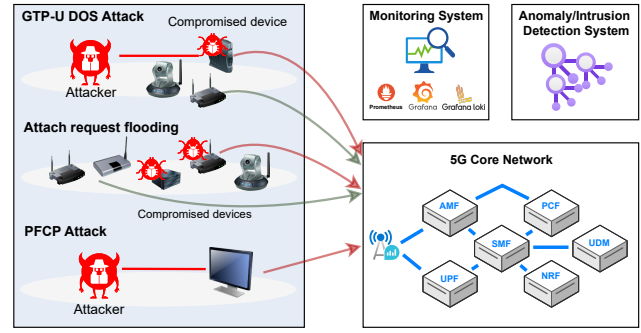 GTP-U DOS Attack
Compromised device
Attacker
Attach request flooding
Compromised devices
PFCP Attack
Attacker
Monitoring System
Prometheus
Grafana
Grafana loki
Anomaly/Intrusion
Detection System
5G Core Network
AMF
PCF
SMF
UDM
UPF
NRF